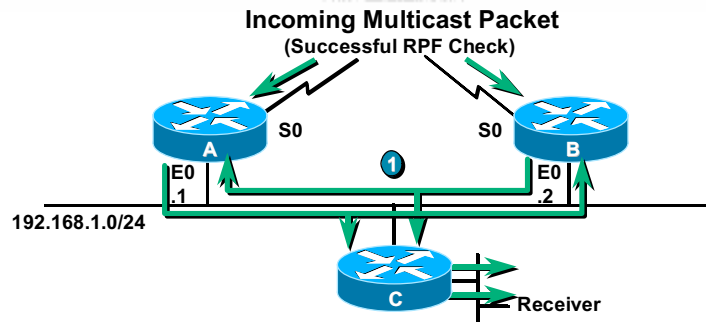 Incoming Multicast Packet
(Successful RPF Check)
S0
S0
A
B
1
E0
.1
E0
.2
192.168.1.0/24
C
Receiver